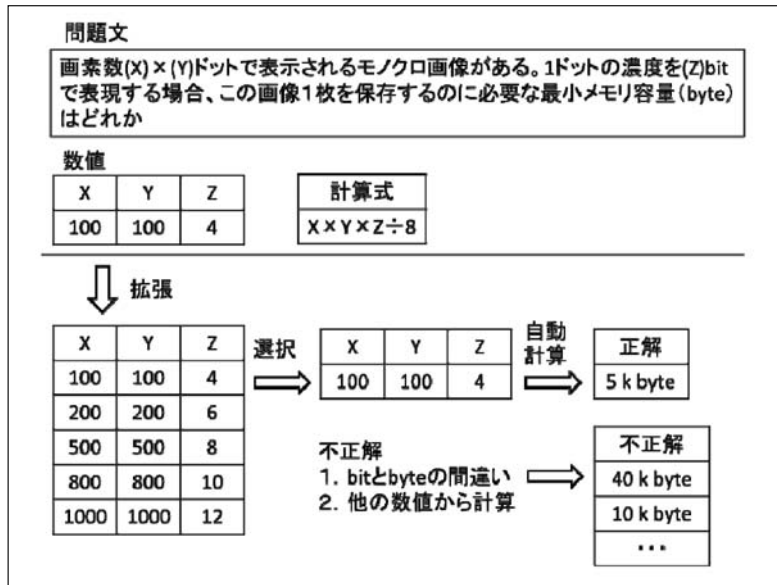 問題文
画素数(X)×(Y)ドットで表示されるモノクロ画像がある。1ドットの濃度を(Z)bit
で表現する場合、この画像1枚を保存するのに必要な最小メモリ容量(byte)
はどれか
数値
X Y Z
100 100 4
計算式
X×Y×Z÷8
拡張
X Y Z
100 100 4
200 200 6
500 500 8
800 800 10
1000 1000 12
選択
X Y Z
100 100 4
自動
計算
正解
5 k byte
不正解
1. bitとbyteの間違い
2. 他の数値から計算
不正解
40 k byte
10 k byte
・・・